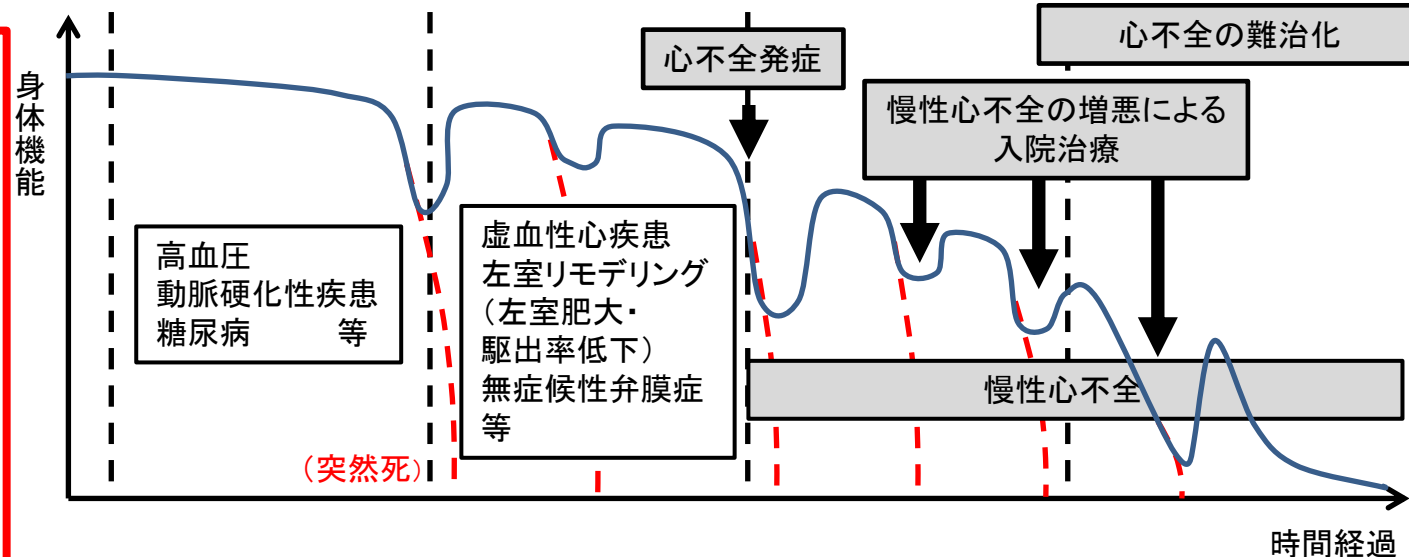 心不全の難治化
心不全発症
身体機能
慢性心不全の増悪による
入院治療
高血圧
動脈硬化性疾患
糖尿病　　　等
虚血性心疾患
左室リモデリング
（左室肥大・
駆出率低下）
無症候性弁膜症
等
慢性心不全
（突然死）
時間経過